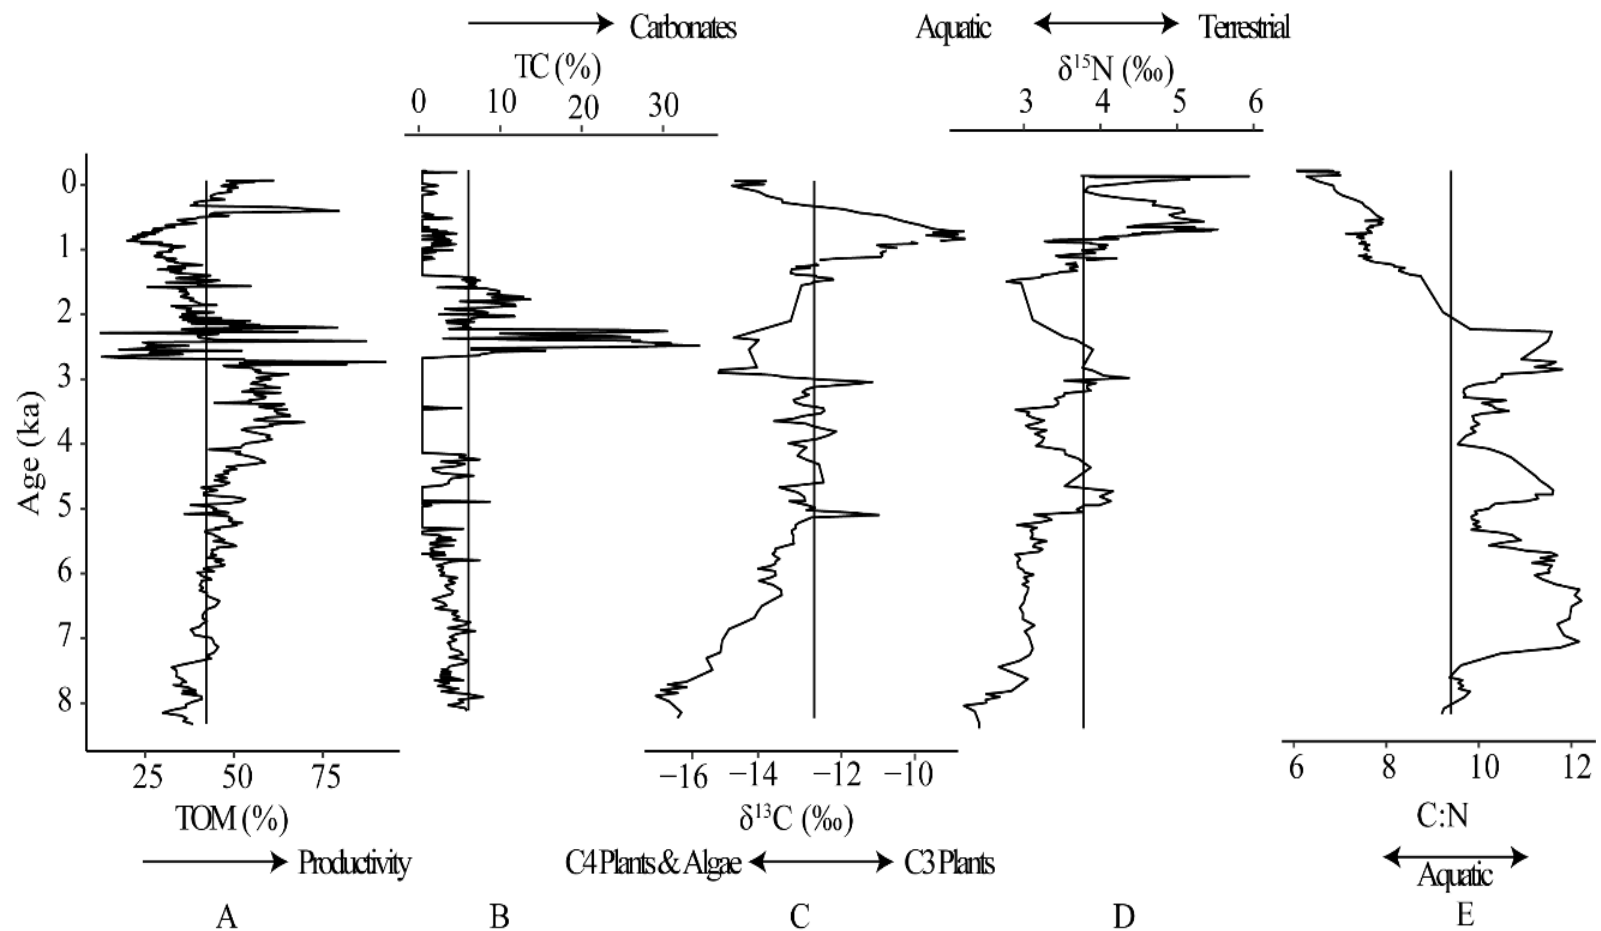 Carbonates Aquatic Terrestrial
TC (%) δ¹⁵N (‰)
0 10 20 30 3 4 5 6
0
1
2
3
4
5
6
7
8
Age (ka)
25 50 75 −16 −14 −12 −10 6 8 10 12
TOM (%) δ¹³C (‰) C:N
Productivity C4 Plants & Algae C3 Plants Aquatic
A B C D E